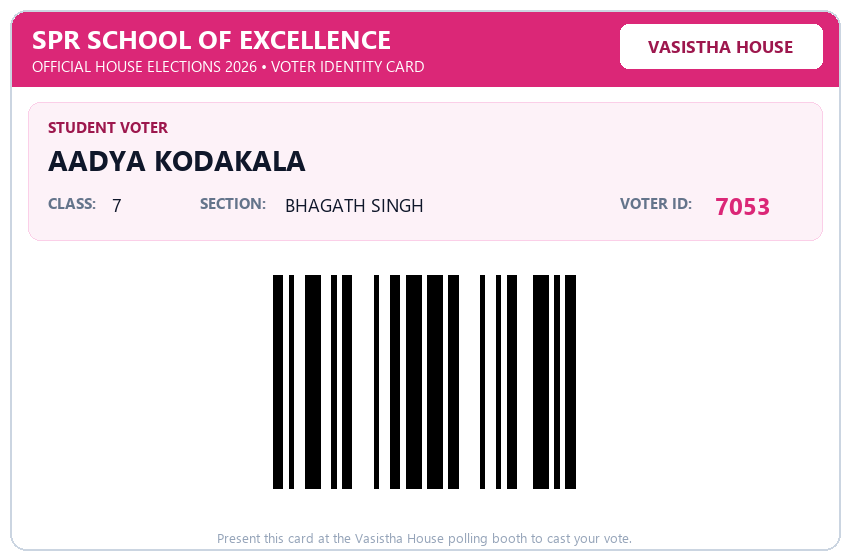 SPR SCHOOL OF EXCELLENCE
OFFICIAL HOUSE ELECTIONS 2026 • VOTER IDENTITY CARD
VASISTHA HOUSE
STUDENT VOTER
AADYA KODAKALA
CLASS: 7 SECTION: BHAGATH SINGH VOTER ID: 7053
Present this card at the Vasistha House polling booth to cast your vote.